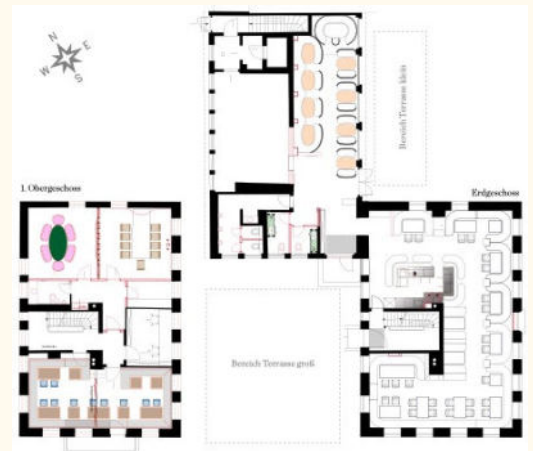 N
E
W
S
Bereich Terrasse klein
1. Obergeschoss
Erdgeschoss
Bereich Terrasse groß